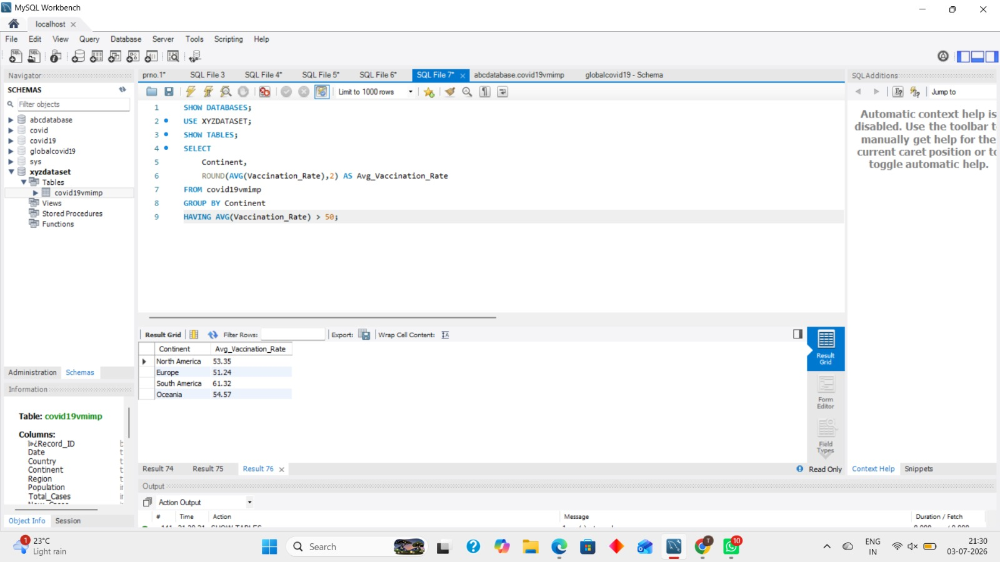 MySQL Workbench
localhost
File Edit View Query Database Server Tools Scripting Help
Navigator
SCHEMAS
Filter objects
abcdatabase
covid
covid19
globalcovid19
sys
xyzdataset
Tables
covid19vmimp
Views
Stored Procedures
Functions
Administration Schemas
Information
Table: covid19vmimp
Columns:
ï»¿Record_ID
Date
Country
Continent
Region
Population
Total_Cases
Object Info Session
prno.1* SQL File 3 SQL File 4* SQL File 5* SQL File 6* SQL File 7* abcdatabase.covid19vmimp globalcovid19 - Schema
Limit to 1000 rows
1 SHOW DATABASES;
2 USE XYZDATASET;
3 SHOW TABLES;
4 SELECT
5 Continent,
6 ROUND(AVG(Vaccination_Rate),2) AS Avg_Vaccination_Rate
7 FROM covid19vmimp
8 GROUP BY Continent
9 HAVING AVG(Vaccination_Rate) > 50;
Result Grid Filter Rows: Export: Wrap Cell Content:
Continent Avg_Vaccination_Rate
North America 53.35
Europe 51.24
South America 61.32
Oceania 54.57
Result Grid
Form Editor
Field Types
Result 74 Result 75 Result 76
Read Only
Output
Action Output
# Time Action Message Duration / Fetch
SQLAdditions
Jump to
Automatic context help is
disabled. Use the toolbar
manually get help for the
current caret position or
toggle automatic help.
Context Help Snippets
1
23°C
Light rain
Search
T
10
ENG
IN
21:30
03-07-2026